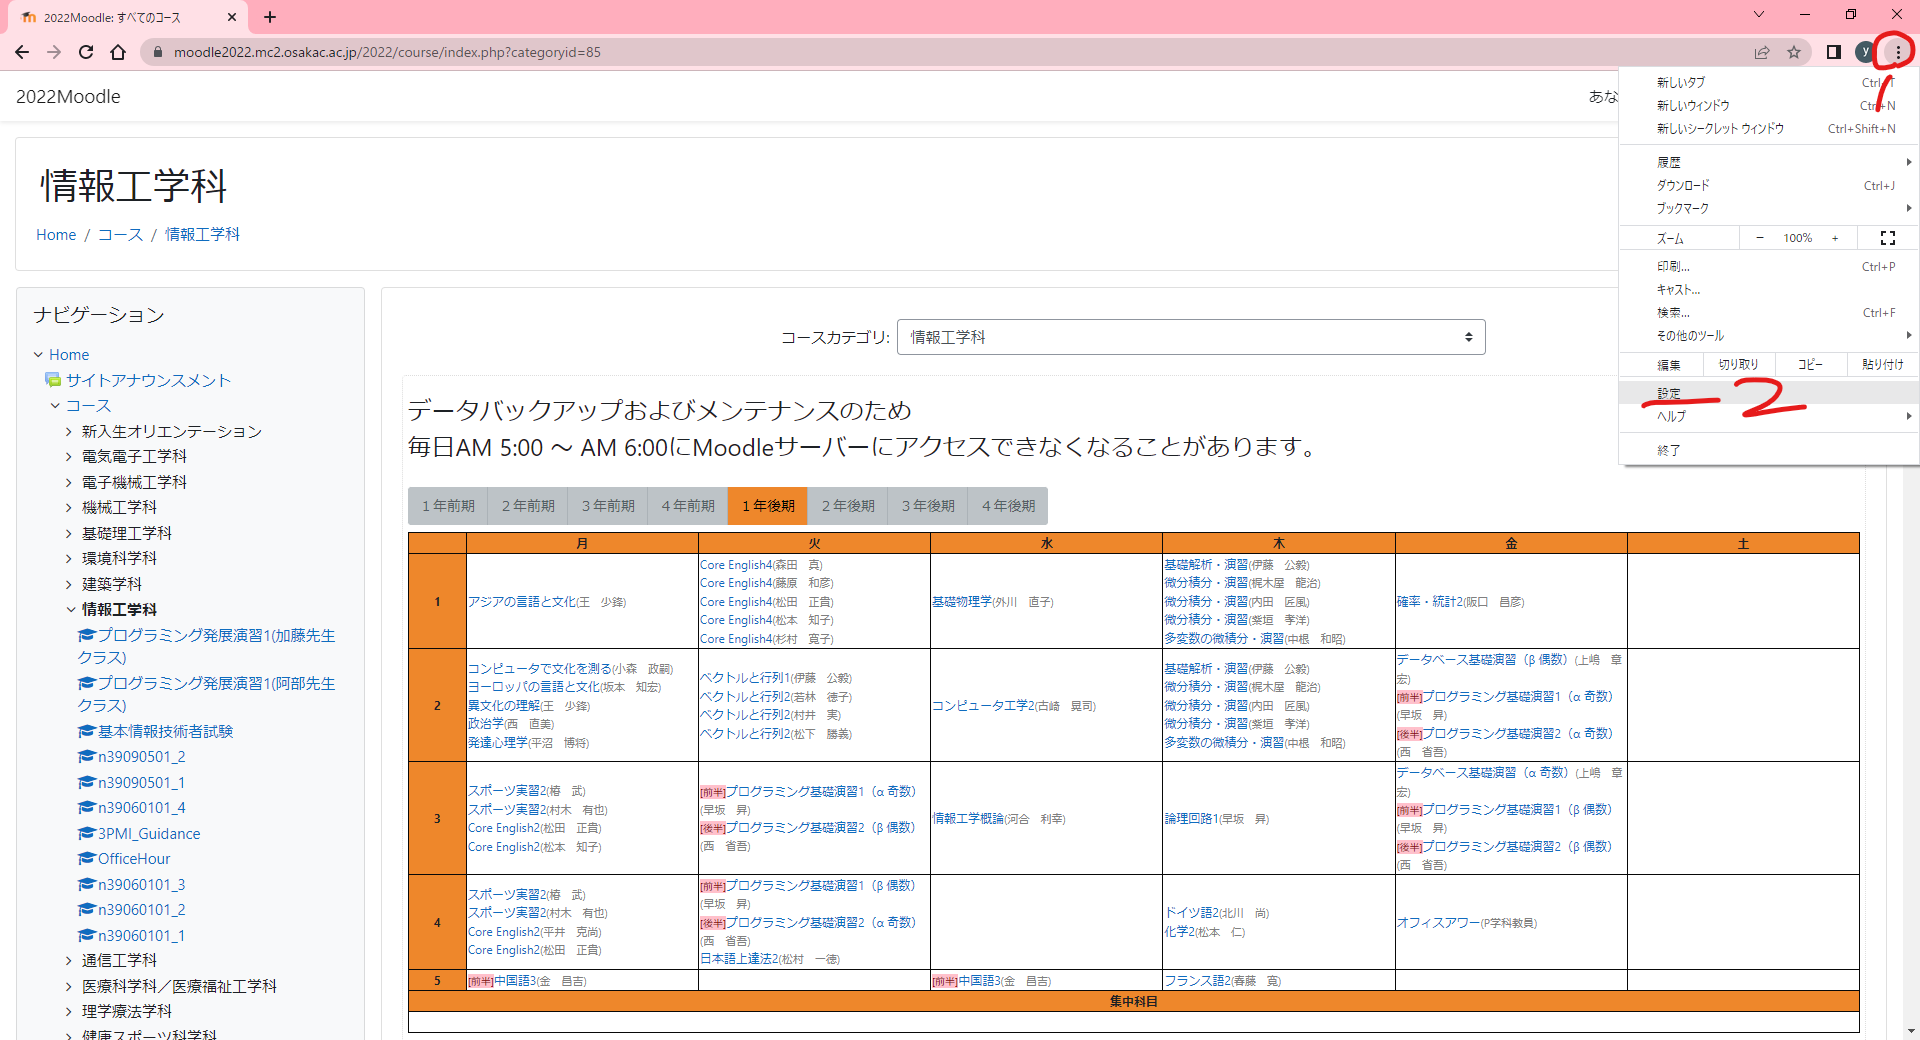 2022Moodle: すべてのコース
moodle2022.mc2.osakac.ac.jp/2022/course/index.php?categoryid=85
y
1
2022Moodle
あな
新しいタブ Ctrl+T
新しいウィンドウ Ctrl+N
新しいシークレット ウィンドウ Ctrl+Shift+N
履歴
ダウンロード Ctrl+J
ブックマーク
ズーム − 100% +
印刷... Ctrl+P
キャスト...
検索... Ctrl+F
その他のツール
編集 切り取り コピー 貼り付け
設定 2
ヘルプ
終了
情報工学科
Home / コース / 情報工学科
ナビゲーション
Home
サイトアナウンスメント
コース
新入生オリエンテーション
電気電子工学科
電子機械工学科
機械工学科
基礎理工学科
環境科学科
建築学科
情報工学科
プログラミング発展演習1(加藤先生
クラス)
プログラミング発展演習1(阿部先生
クラス)
基本情報技術者試験
n39090501_2
n39090501_1
n39060101_4
3PMI_Guidance
OfficeHour
n39060101_3
n39060101_2
n39060101_1
通信工学科
医療科学科／医療福祉工学科
理学療法学科
健康スポーツ科学科
コースカテゴリ: 情報工学科
データバックアップおよびメンテナンスのため
毎日AM 5:00 ～ AM 6:00にMoodleサーバーにアクセスできなくなることがあります。
１年前期 ２年前期 ３年前期 ４年前期 １年後期 ２年後期 ３年後期 ４年後期
月 火 水 木 金 土
1
アジアの言語と文化(王　少鋒)
Core English4(森田　真)
Core English4(藤原　和彦)
Core English4(松田　正貴)
Core English4(松本　知子)
Core English4(杉村　寛子)
基礎物理学(外川　直子)
基礎解析・演習(伊藤　公毅)
微分積分・演習(梶木屋　龍治)
微分積分・演習(内田　匠風)
微分積分・演習(柴垣　孝洋)
多変数の微積分・演習(中根　和昭)
確率・統計2(阪口　昌彦)
2
コンピュータで文化を測る(小森　政嗣)
ヨーロッパの言語と文化(坂本　知宏)
異文化の理解(王　少鋒)
政治学(西　直美)
発達心理学(平沼　博将)
ベクトルと行列1(伊藤　公毅)
ベクトルと行列2(若林　徳子)
ベクトルと行列2(村井　実)
ベクトルと行列2(松下　勝義)
コンピュータ工学2(古崎　晃司)
基礎解析・演習(伊藤　公毅)
微分積分・演習(梶木屋　龍治)
微分積分・演習(内田　匠風)
微分積分・演習(柴垣　孝洋)
多変数の微積分・演習(中根　和昭)
データベース基礎演習（β 偶数）(上嶋　章
宏)
[前半]プログラミング基礎演習1（α 奇数）
(早坂　昇)
[後半]プログラミング基礎演習2（α 奇数）
(西　省吾)
3
スポーツ実習2(椿　武)
スポーツ実習2(村木　有也)
Core English2(松田　正貴)
Core English2(松本　知子)
[前半]プログラミング基礎演習1（α 奇数）
(早坂　昇)
[後半]プログラミング基礎演習2（β 偶数）
(西　省吾)
情報工学概論(河合　利幸)
論理回路1(早坂　昇)
データベース基礎演習（α 奇数）(上嶋　章
宏)
[前半]プログラミング基礎演習1（β 偶数）
(早坂　昇)
[後半]プログラミング基礎演習2（β 偶数）
(西　省吾)
4
スポーツ実習2(椿　武)
スポーツ実習2(村木　有也)
Core English2(平井　克尚)
Core English2(松田　正貴)
[前半]プログラミング基礎演習1（β 偶数）
(早坂　昇)
[後半]プログラミング基礎演習2（α 奇数）
(西　省吾)
日本語上達法2(松村　一徳)
ドイツ語2(北川　尚)
化学2(松本　仁)
オフィスアワー(P学科教員)
5
[前半]中国語3(金　昌吉)
[前半]中国語3(金　昌吉)
フランス語2(春藤　寛)
集中科目